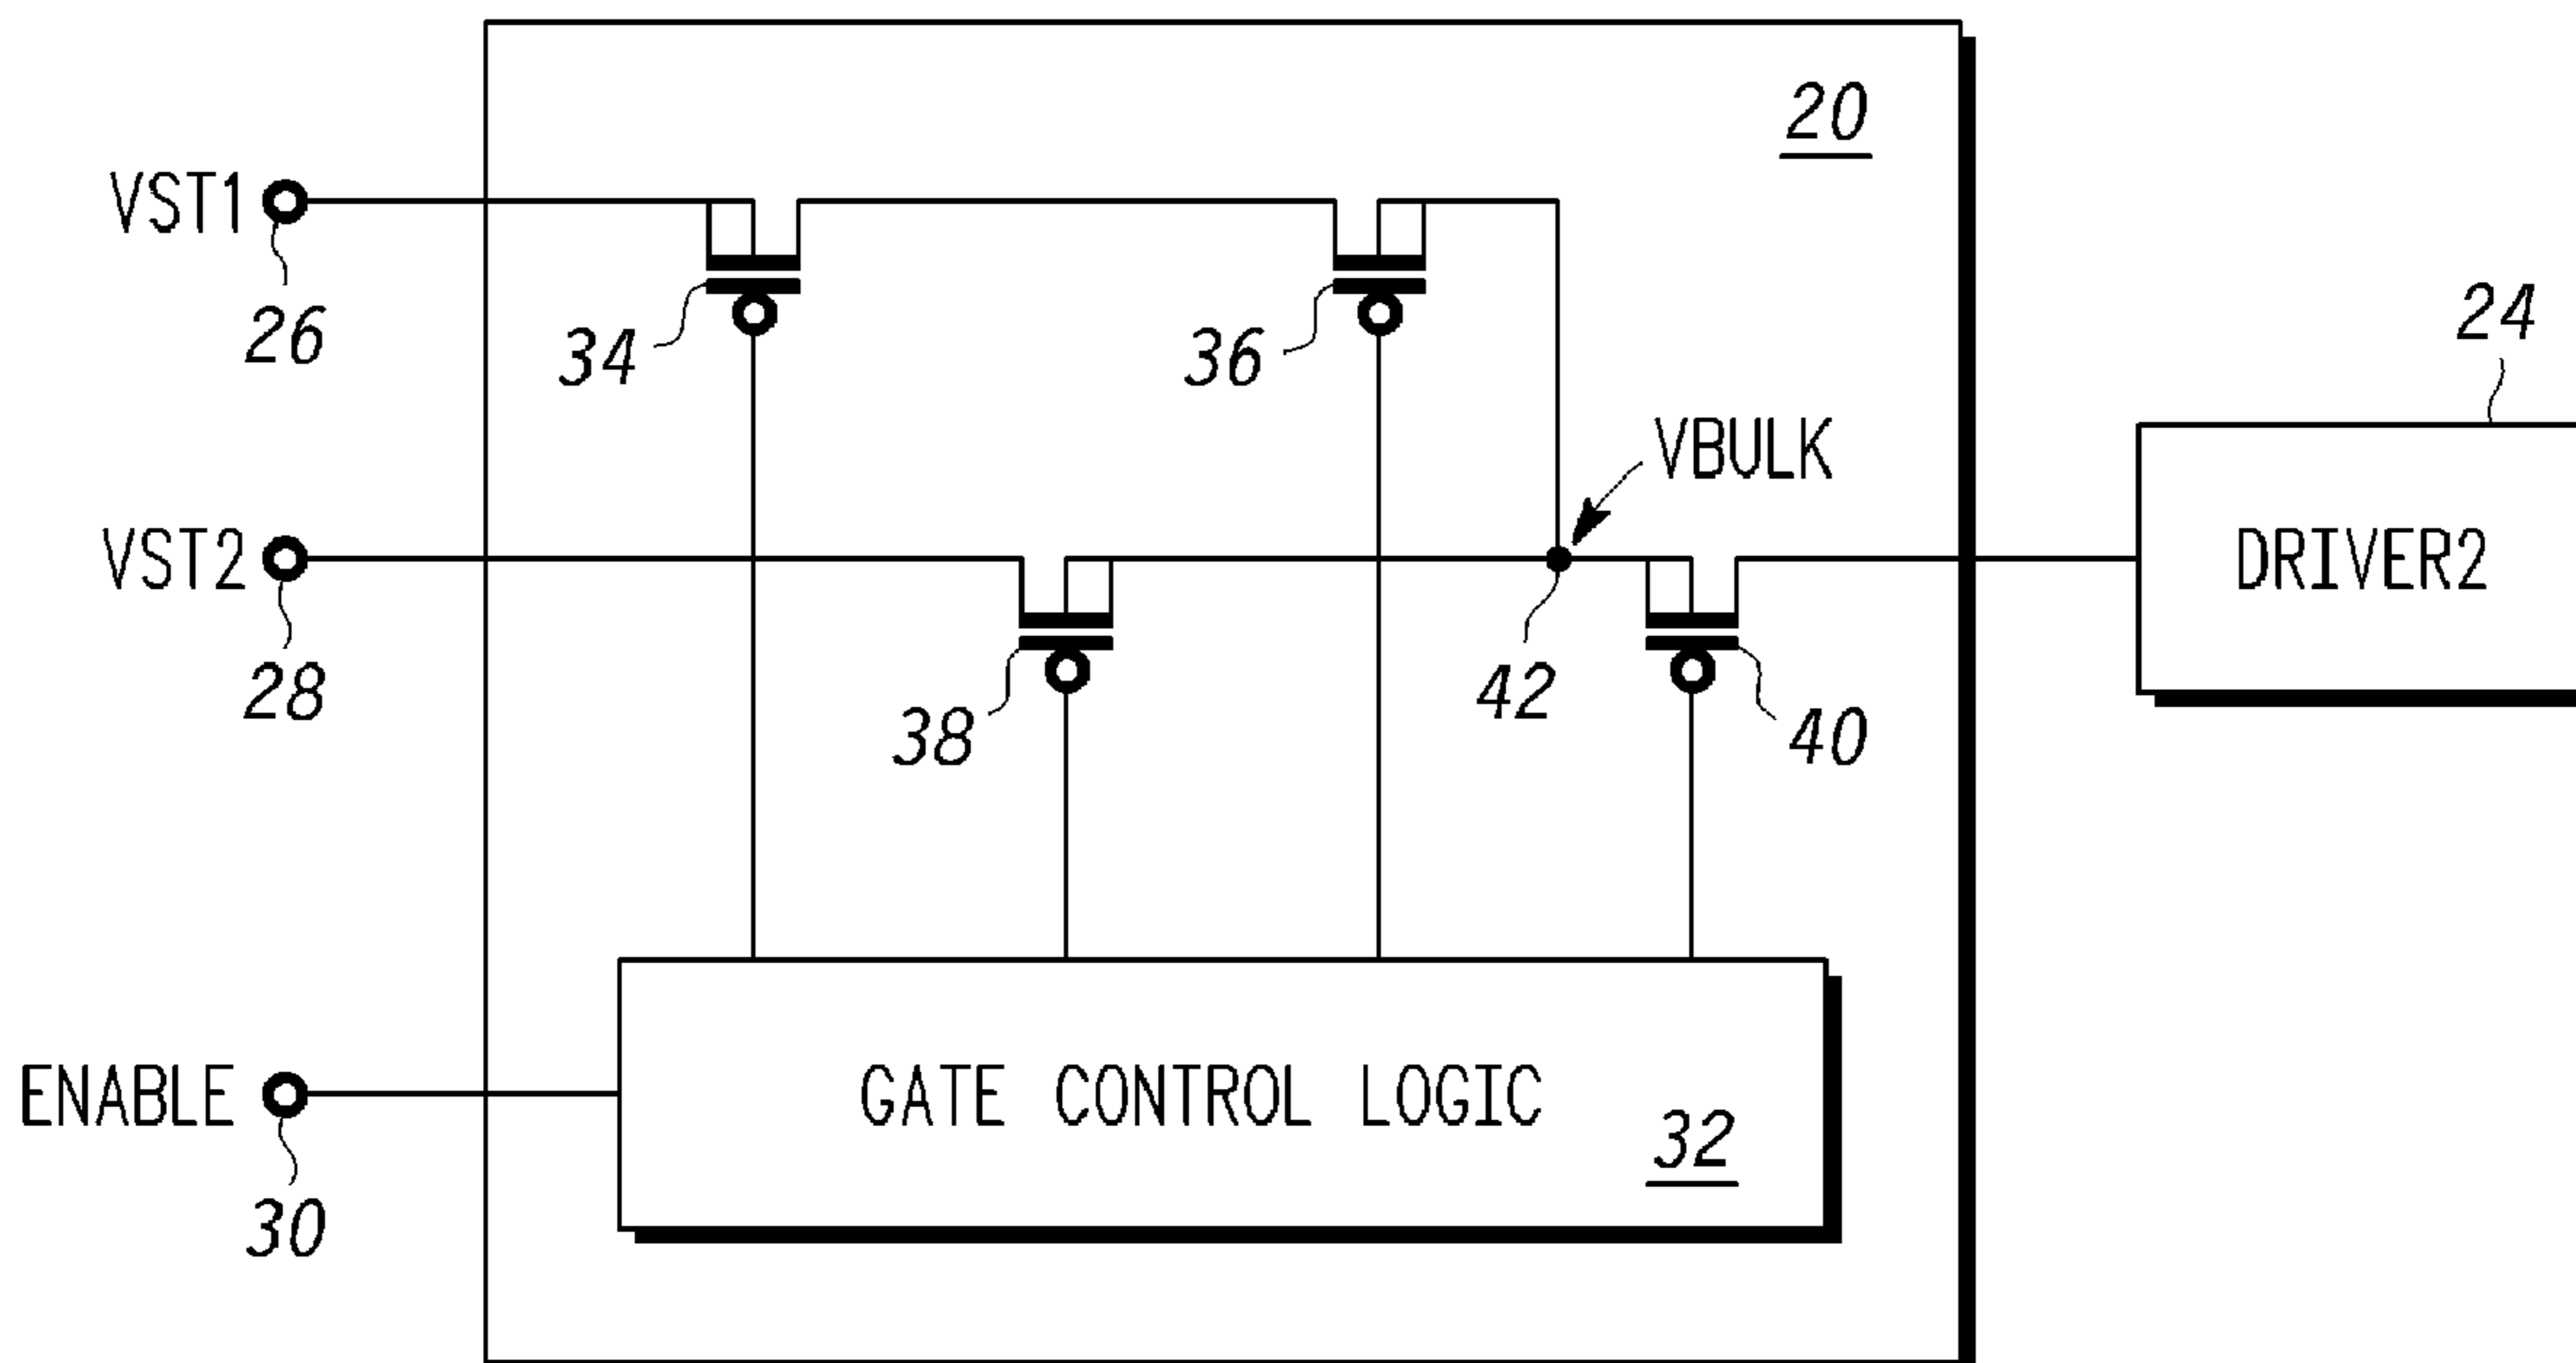 20
VST1
26
34
36
24
VBULK
VST2
DRIVER2
28
38
42
40
ENABLE
GATE CONTROL LOGIC
32
30